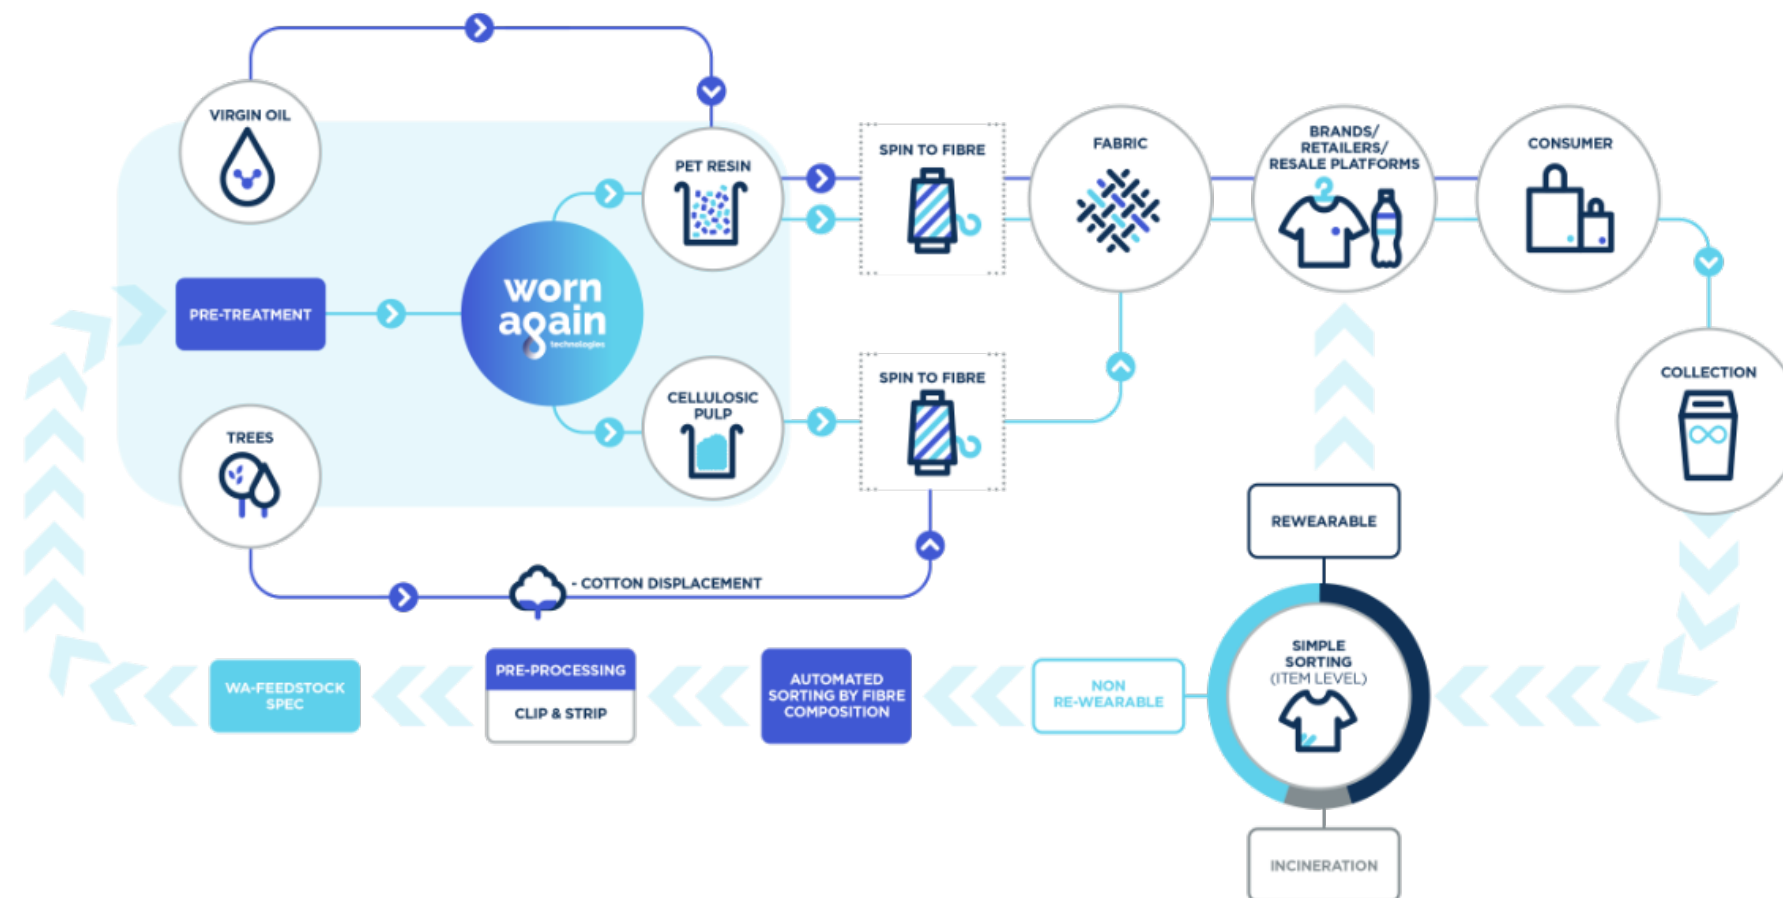 VIRGIN OIL
PET RESIN
SPIN TO FIBRE
FABRIC
BRANDS/
RETAILERS/
RESALE PLATFORMS
CONSUMER
PRE-TREATMENT
worn
again
technologies
CELLULOSIC
PULP
SPIN TO FIBRE
COLLECTION
TREES
- COTTON DISPLACEMENT
REWEARABLE
WA-FEEDSTOCK
SPEC
PRE-PROCESSING
CLIP & STRIP
AUTOMATED
SORTING BY FIBRE
COMPOSITION
NON
RE-WEARABLE
SIMPLE
SORTING
(ITEM LEVEL)
INCINERATION